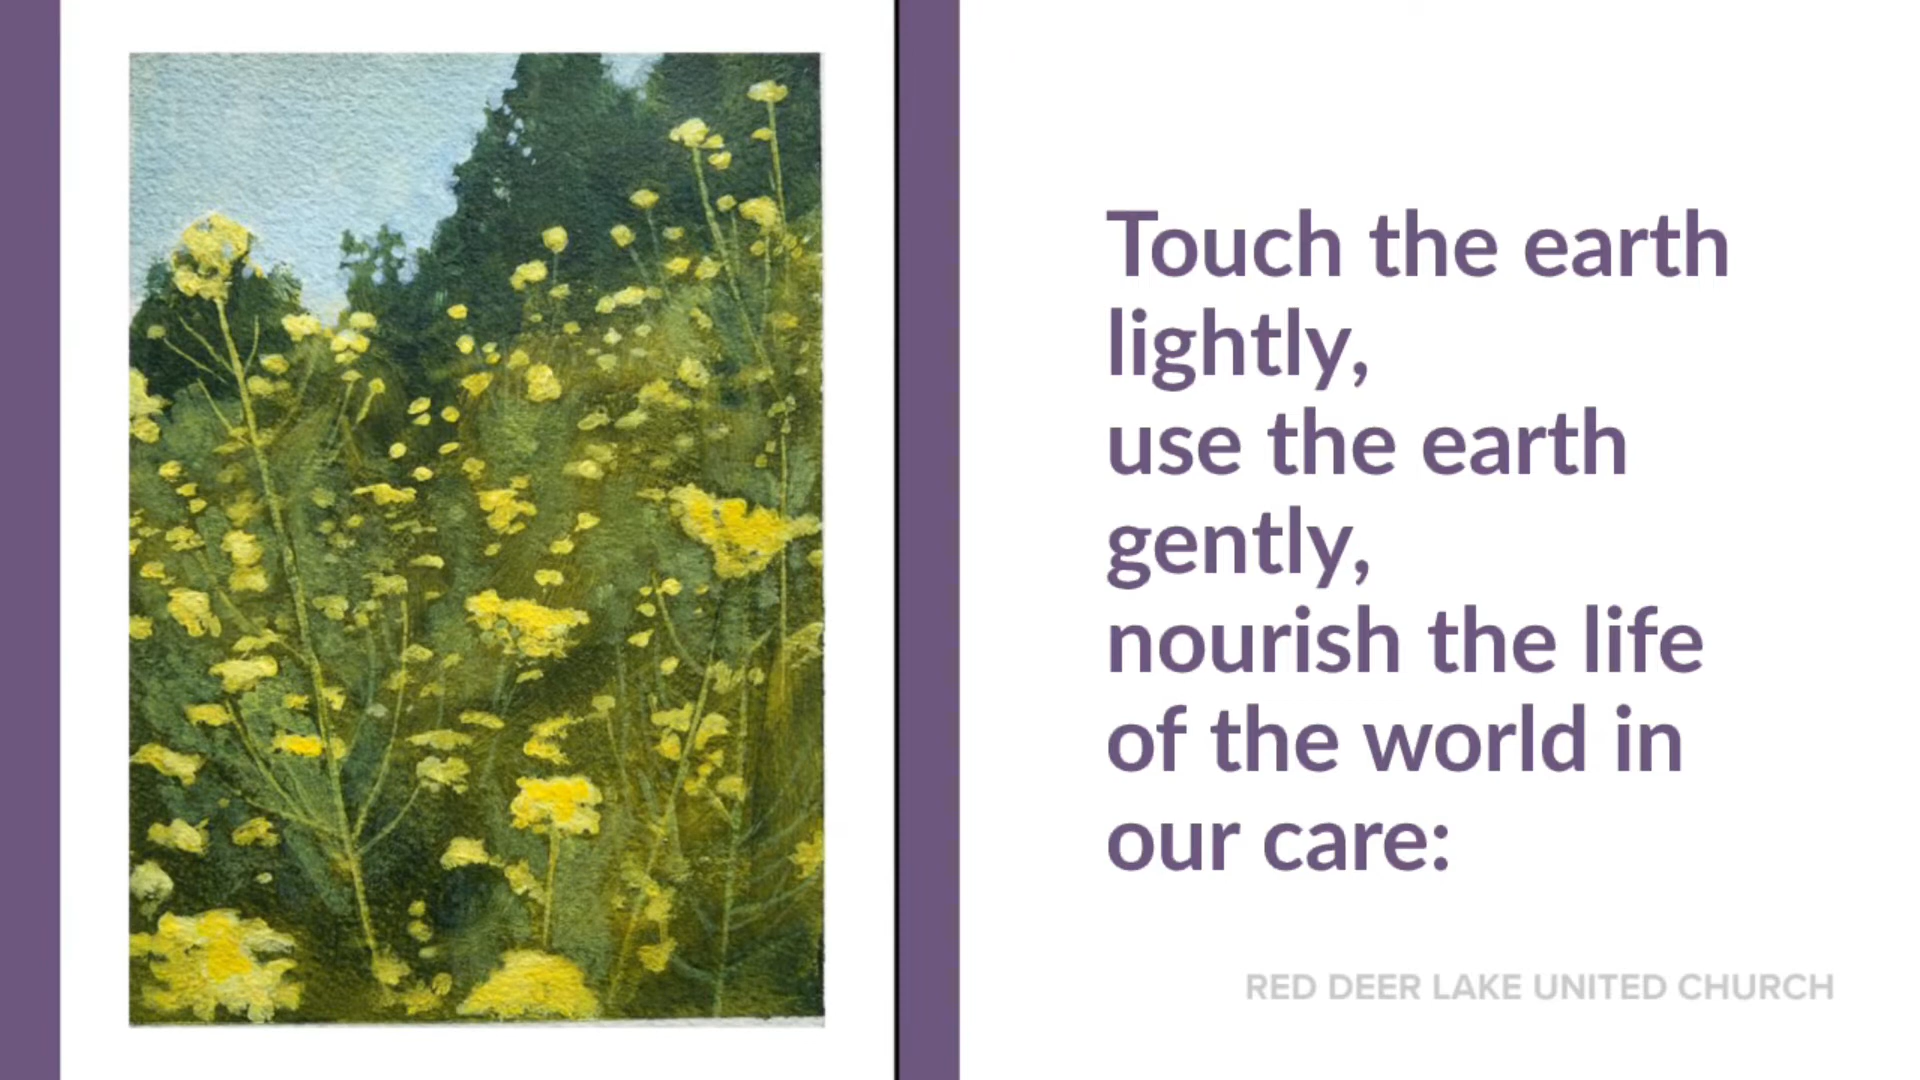 Touch the earth
lightly,
use the earth
gently,
nourish the life
of the world in
our care:
RED DEER LAKE UNITED CHURCH